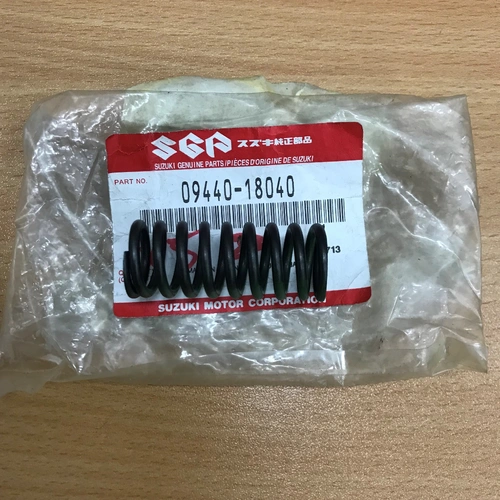 SGP スズキ純正部品
SUZUKI GENUINE PARTS/PIÈCES D'ORIGINE DE SUZUKI
PART NO.
09440-18040
713
SUZUKI MOTOR CORPORATION